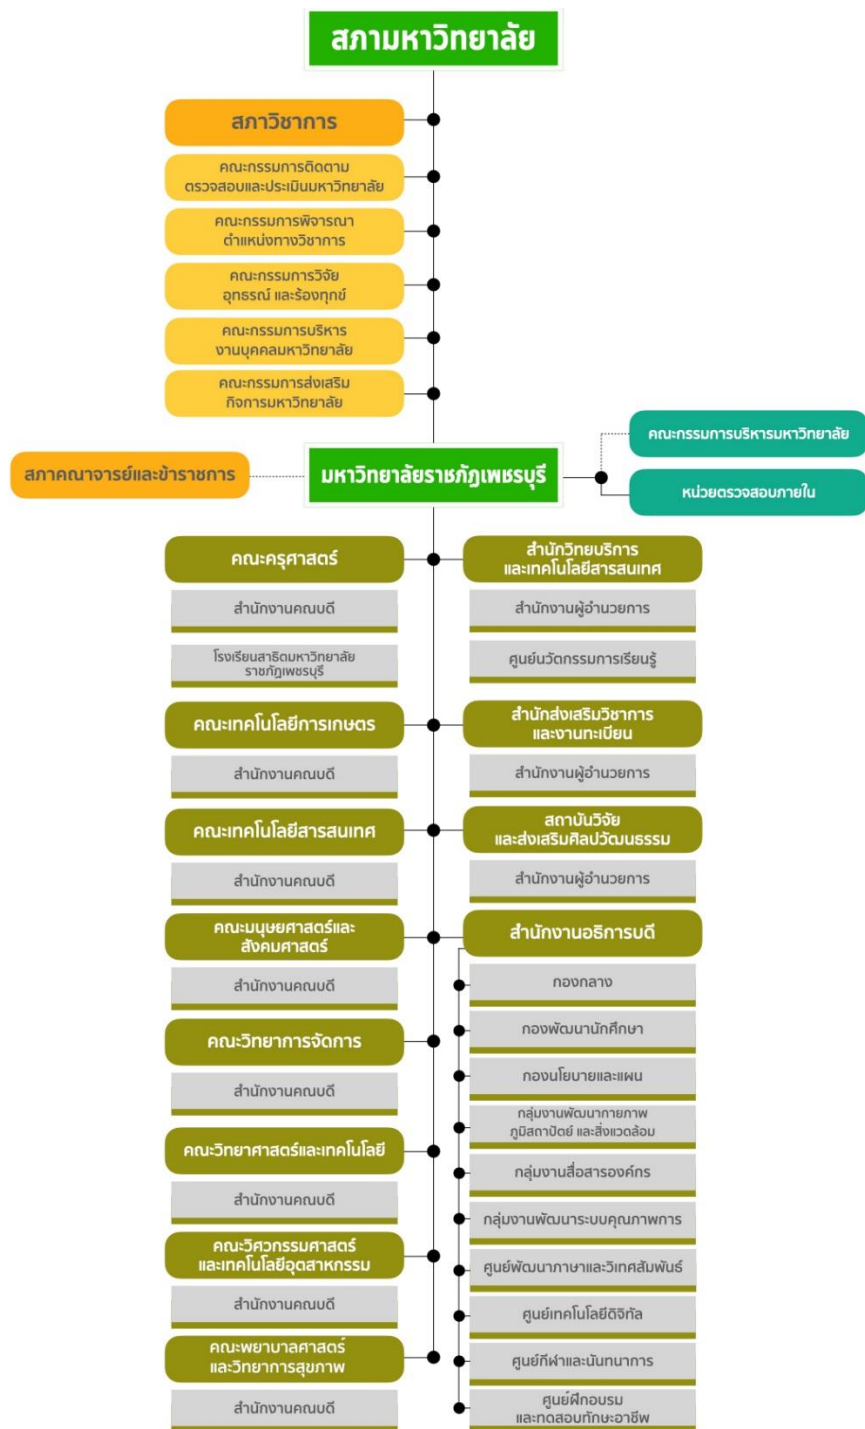 สภามหาวิทยาลัย
สภาวิชาการ
คณะกรรมการติดตาม
ตรวจสอบและประเมินมหาวิทยาลัย
คณะกรรมการพิจารณา
ตำแหน่งทางวิชาการ
คณะกรรมการวิจัย
อุทธรณ์ และร้องทุกข์
คณะกรรมการบริหาร
งานบุคคลมหาวิทยาลัย
คณะกรรมการส่งเสริม
กิจการมหาวิทยาลัย
สภาคณาจารย์และข้าราชการ
มหาวิทยาลัยราชภัฏเพชรบุรี
คณะกรรมการบริหารมหาวิทยาลัย
หน่วยตรวจสอบภายใน
คณะครุศาสตร์
สำนักงานคณบดี
โรงเรียนสาธิตมหาวิทยาลัย
ราชภัฏเพชรบุรี
คณะเทคโนโลยีการเกษตร
สำนักงานคณบดี
คณะเทคโนโลยีสารสนเทศ
สำนักงานคณบดี
คณะมนุษยศาสตร์และ
สังคมศาสตร์
สำนักงานคณบดี
คณะวิทยาการจัดการ
สำนักงานคณบดี
คณะวิทยาศาสตร์และเทคโนโลยี
สำนักงานคณบดี
คณะวิศวกรรมศาสตร์
และเทคโนโลยีอุตสาหกรรม
สำนักงานคณบดี
คณะพยาบาลศาสตร์
และวิทยาการสุขภาพ
สำนักงานคณบดี
สำนักวิทยบริการ
และเทคโนโลยีสารสนเทศ
สำนักงานผู้อำนวยการ
ศูนย์นวัตกรรมการเรียนรู้
สำนักส่งเสริมวิชาการ
และงานทะเบียน
สำนักงานผู้อำนวยการ
สถาบันวิจัย
และส่งเสริมศิลปวัฒนธรรม
สำนักงานผู้อำนวยการ
สำนักงานอธิการบดี
กองกลาง
กองพัฒนานักศึกษา
กองนโยบายและแผน
กลุ่มงานพัฒนากายภาพ
ภูมิสถาปัตย์ และสิ่งแวดล้อม
กลุ่มงานสื่อสารองค์กร
กลุ่มงานพัฒนาระบบคุณภาพการ
ศูนย์พัฒนาภาษาและวิเทศสัมพันธ์
ศูนย์เทคโนโลยีดิจิทัล
ศูนย์กีฬาและนันทนาการ
ศูนย์ฝึกอบรม
และทดสอบทักษะอาชีพ